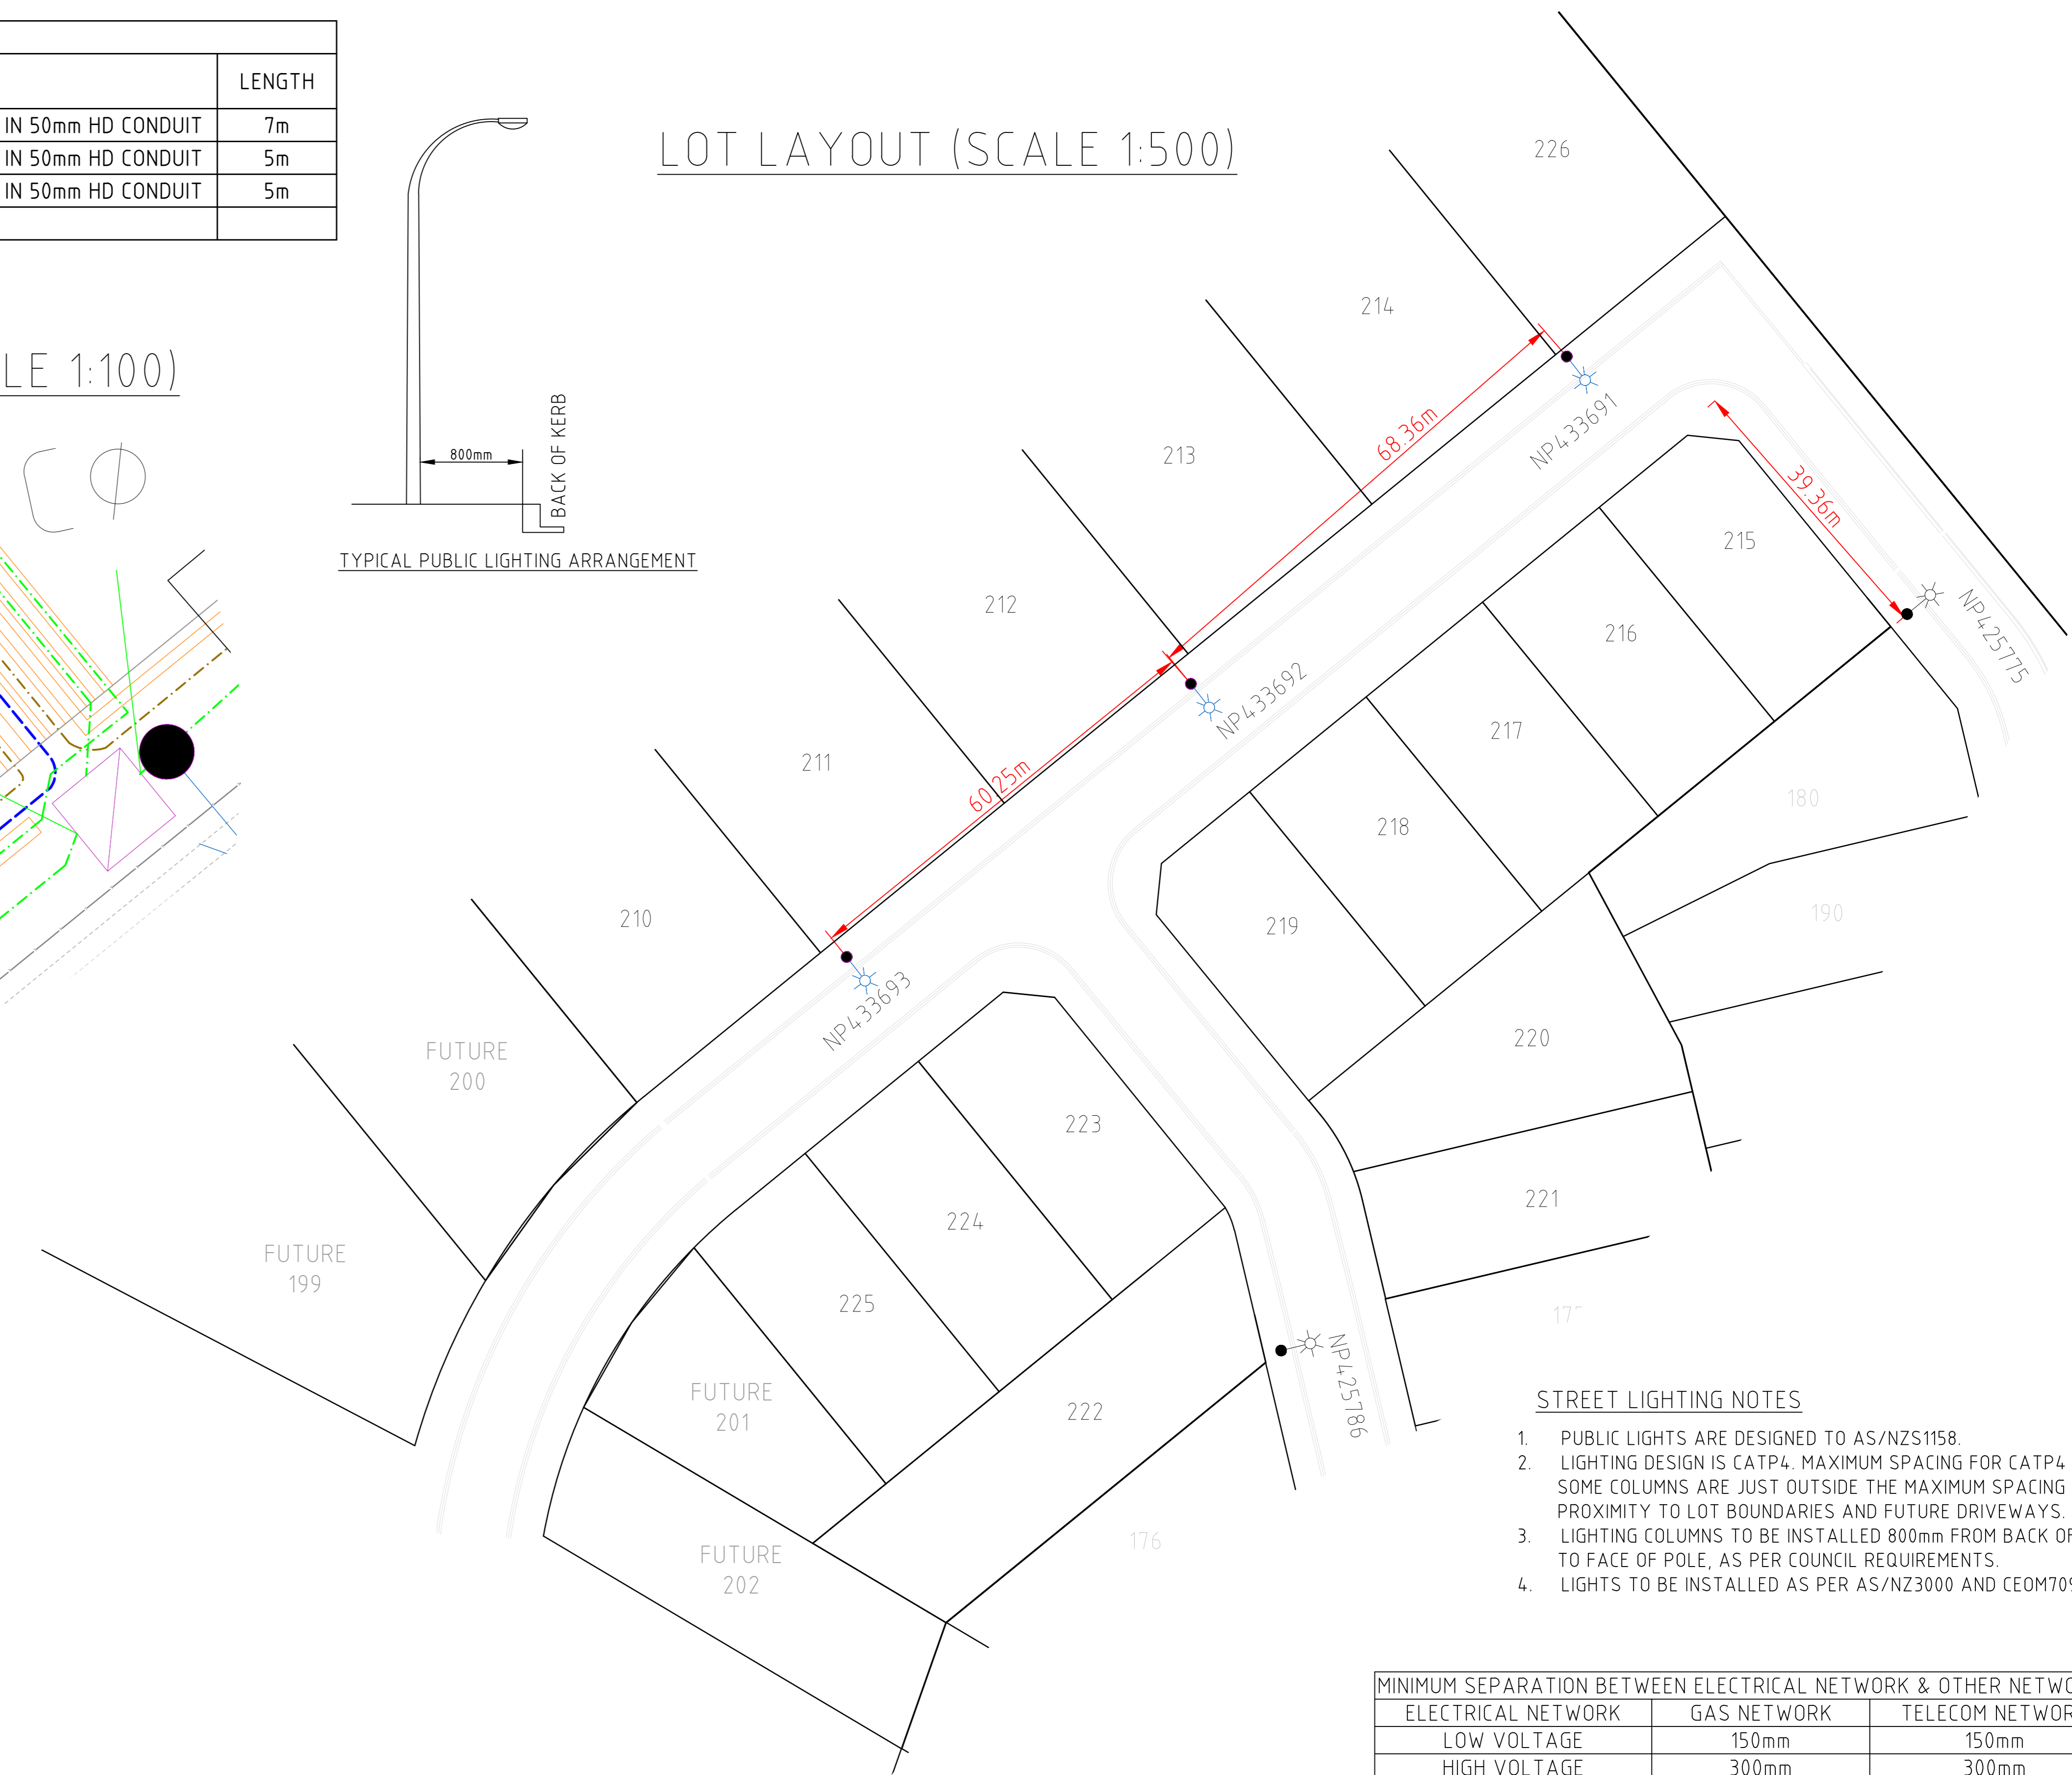 LENGTH
IN 50mm HD CONDUIT 7m
IN 50mm HD CONDUIT 5m
IN 50mm HD CONDUIT 5m
LE 1:100)
LOT LAYOUT (SCALE 1:500)
800mm
BACK OF KERB
TYPICAL PUBLIC LIGHTING ARRANGEMENT
226
214
213
212
211
210
68.36m
60.25m
39.36m
NP433691
NP433692
NP433693
NP425775
NP425786
215
216
217
218
219
180
190
220
221
223
224
225
222
176
FUTURE
200
FUTURE
199
FUTURE
201
FUTURE
202
STREET LIGHTING NOTES
1. PUBLIC LIGHTS ARE DESIGNED TO AS/NZS1158.
2. LIGHTING DESIGN IS CATP4. MAXIMUM SPACING FOR CATP4
SOME COLUMNS ARE JUST OUTSIDE THE MAXIMUM SPACING
PROXIMITY TO LOT BOUNDARIES AND FUTURE DRIVEWAYS.
3. LIGHTING COLUMNS TO BE INSTALLED 800mm FROM BACK OF
TO FACE OF POLE, AS PER COUNCIL REQUIREMENTS.
4. LIGHTS TO BE INSTALLED AS PER AS/NZ3000 AND CEOM709
MINIMUM SEPARATION BETWEEN ELECTRICAL NETWORK & OTHER NETWO
ELECTRICAL NETWORK GAS NETWORK TELECOM NETWOR
LOW VOLTAGE 150mm 150mm
HIGH VOLTAGE 300mm 300mm